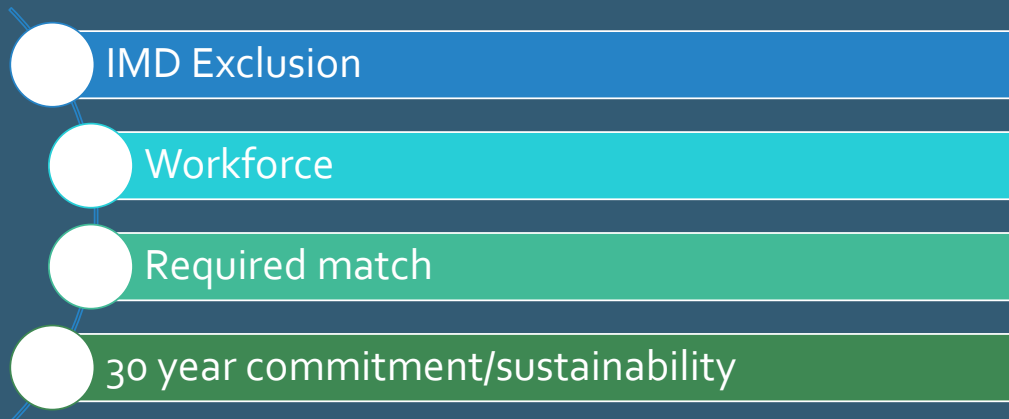 IMD Exclusion
Workforce
Required match
30 year commitment/sustainability